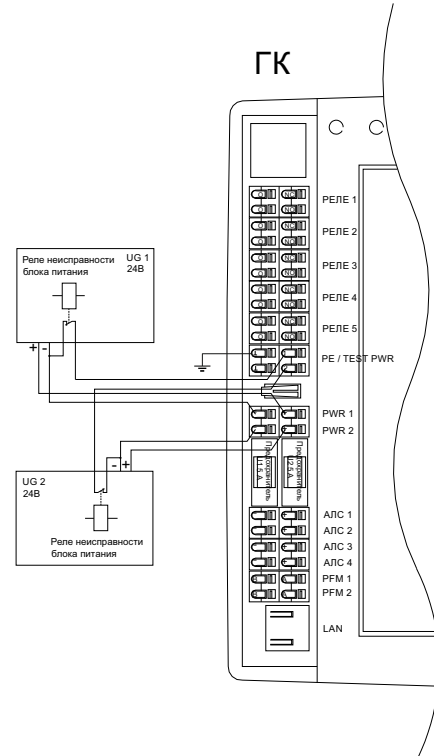 ГК
РЕЛЕ 1
РЕЛЕ 2
РЕЛЕ 3
РЕЛЕ 4
РЕЛЕ 5
PE / TEST PWR
PWR 1
PWR 2
Предохранитель
Предохранитель
АЛС 1
АЛС 2
АЛС 3
АЛС 4
PFM 1
PFM 2
LAN
Реле неисправности
блока питания
UG 1
24В
+ -
- +
UG 2
24В
Реле неисправности
блока питания